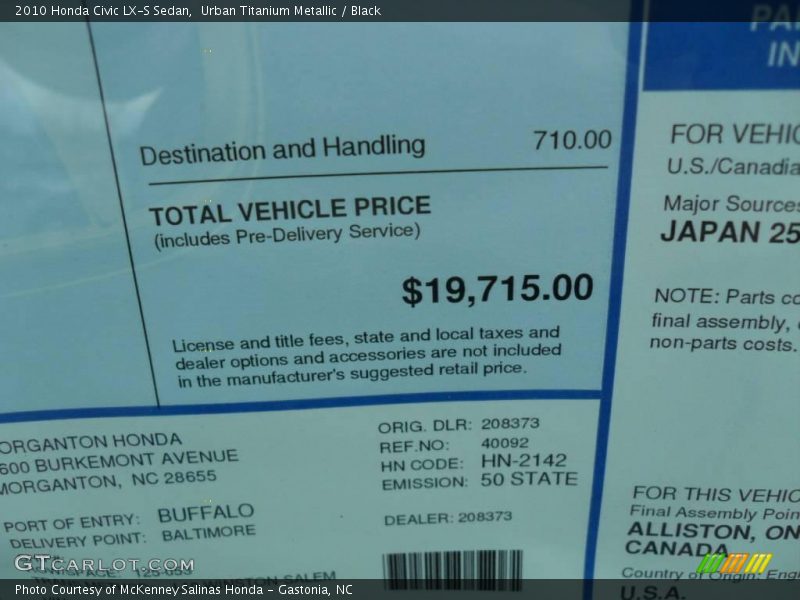 2010 Honda Civic LX-S Sedan, Urban Titanium Metallic / Black
Destination and Handling 710.00
TOTAL VEHICLE PRICE
(includes Pre-Delivery Service)
$19,715.00
License and title fees, state and local taxes and
dealer options and accessories are not included
in the manufacturer's suggested retail price.
ORGANTON HONDA
600 BURKEMONT AVENUE
MORGANTON, NC 28655
PORT OF ENTRY: BUFFALO
DELIVERY POINT: BALTIMORE
ORIG. DLR: 208373
REF.NO: 40092
HN CODE: HN-2142
EMISSION: 50 STATE
DEALER: 208373
IN
FOR VEHIC
U.S./Canadia
Major Sources
JAPAN 25
NOTE: Parts co
final assembly,
non-parts costs.
FOR THIS VEHIC
Final Assembly Poin
ALLISTON, ON
CANADA
Country of Origin: Eng
U.S.A.
GTCARLOT.COM
Photo Courtesy of McKenney Salinas Honda - Gastonia, NC